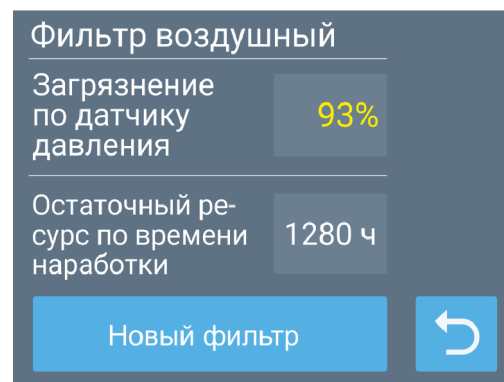 Фильтр воздушный
Загрязнение
по датчику
давления
93%
Остаточный ре-
сурс по времени
наработки
1280 ч
Новый фильтр